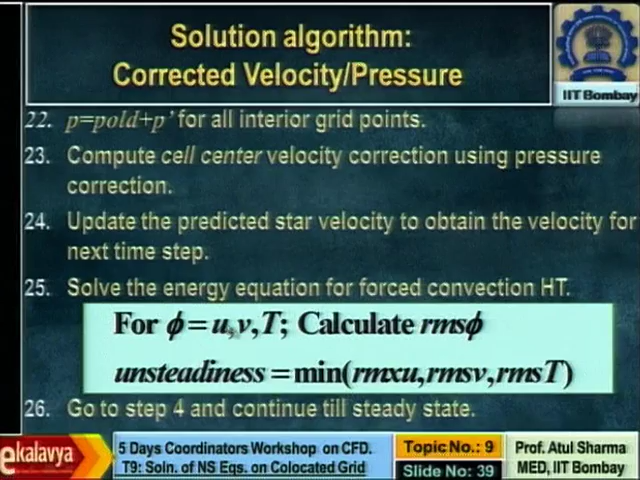 Solution algorithm:
Corrected Velocity/Pressure
IIT Bombay
22. p=pold+p' for all interior grid points.
23. Compute cell center velocity correction using pressure
correction.
24. Update the predicted star velocity to obtain the velocity for
next time step.
25. Solve the energy equation for forced convection HT.
For ϕ = u,v,T; Calculate rmsϕ
unsteadiness = min(rmxu,rmsv,rmsT)
26. Go to step 4 and continue till steady state.
ekalavya
5 Days Coordinators Workshop on CFD.
T9: Soln. of NS Eqs. on Colocated Grid
Topic No.: 9
Slide No: 39
Prof. Atul Sharma
MED, IIT Bombay